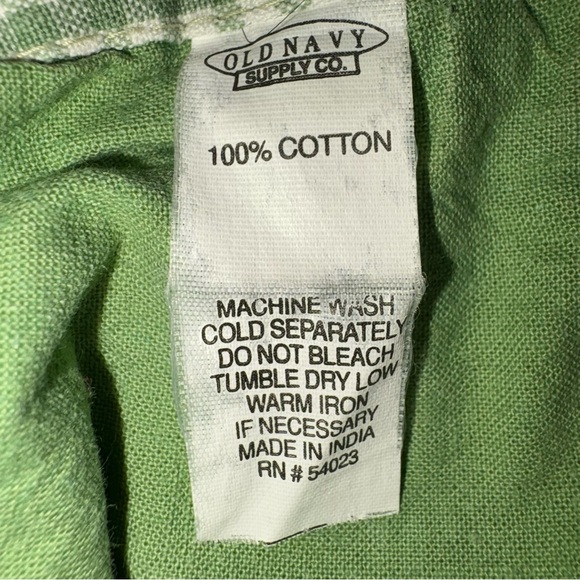 OLD NAVY
SUPPLY CO.
100% COTTON
MACHINE WASH
COLD SEPARATELY
DO NOT BLEACH
TUMBLE DRY LOW
WARM IRON
IF NECESSARY
MADE IN INDIA
RN # 54023